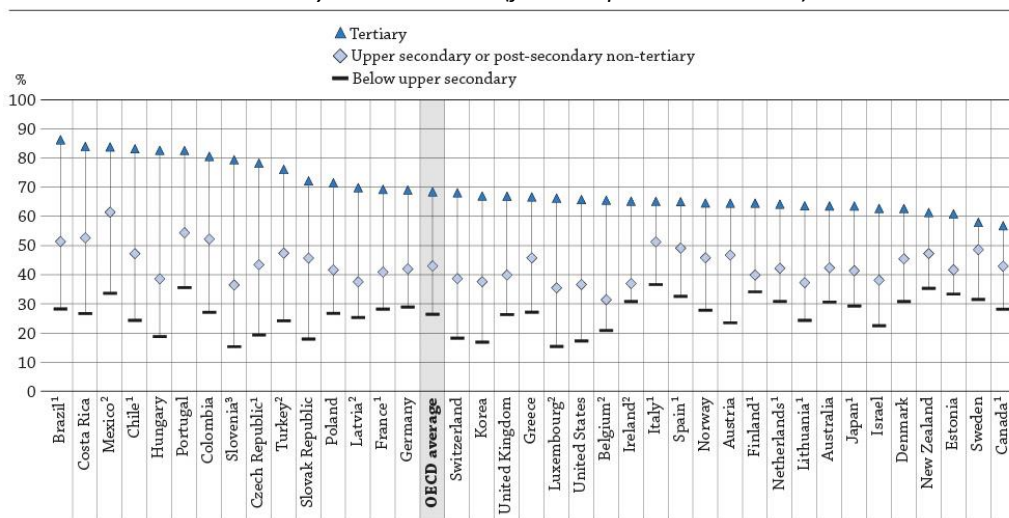 Tertiary
Upper secondary or post-secondary non-tertiary
Below upper secondary
%
100
90
80
70
60
50
40
30
20
10
0
Brazil¹
Costa Rica
Mexico²
Chile¹
Hungary
Portugal
Colombia
Slovenia³
Czech Republic¹
Turkey²
Slovak Republic
Poland
Latvia²
France¹
Germany
OECD average
Switzerland
Korea
United Kingdom
Greece
Luxembourg²
United States
Belgium²
Ireland²
Italy¹
Spain¹
Norway
Austria
Finland¹
Netherlands¹
Lithuania¹
Australia
Japan¹
Israel
Denmark
New Zealand
Estonia
Sweden
Canada¹